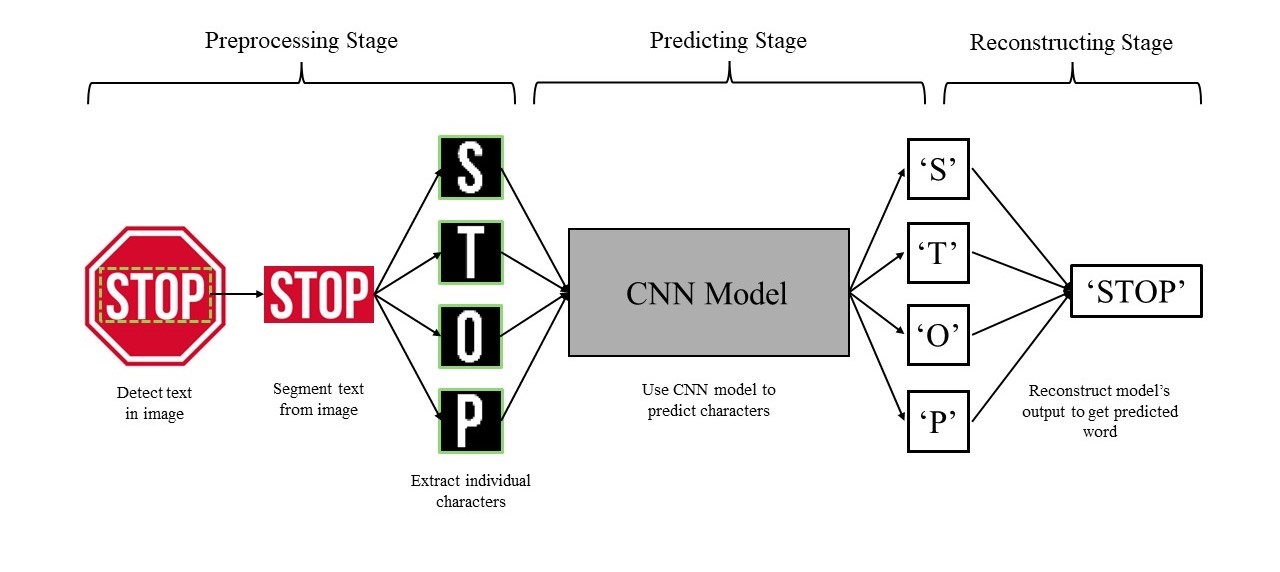 Preprocessing Stage
Predicting Stage
Reconstructing Stage
STOP
STOP
S
T
O
P
CNN Model
‘S’
‘T’
‘O’
‘P’
‘STOP’
Detect text
in image
Segment text
from image
Extract individual
characters
Use CNN model to
predict characters
Reconstruct model’s
output to get predicted
word